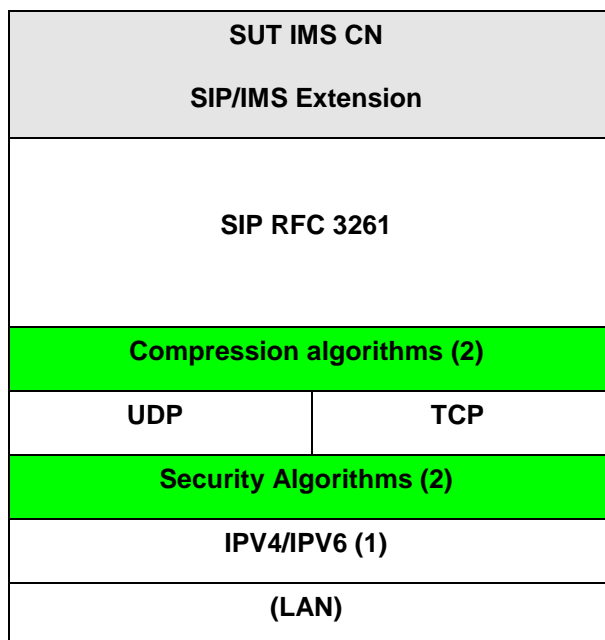 SUT IMS CN
SIP/IMS Extension
SIP RFC 3261
Compression algorithms (2)
UDP
TCP
Security Algorithms (2)
IPV4/IPV6 (1)
(LAN)